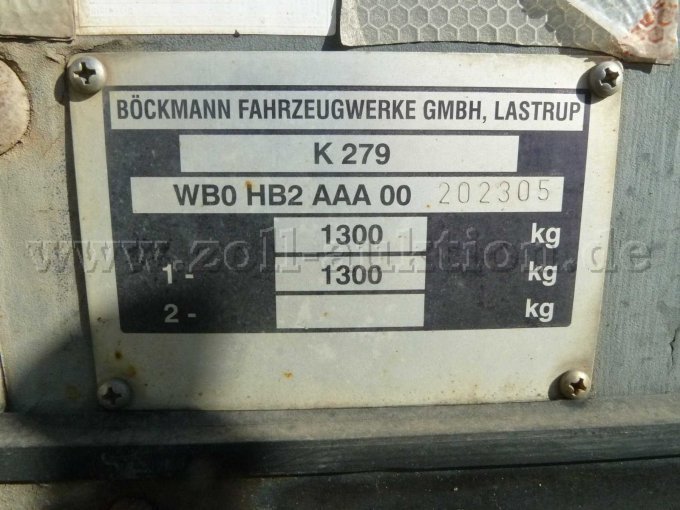 BÖCKMANN FAHRZEUGWERKE GMBH, LASTRUP
K 279
WB0 HB2 AAA 00 202305
1300 kg
www.zoll-auktion.de
1- 1300 kg
2- kg